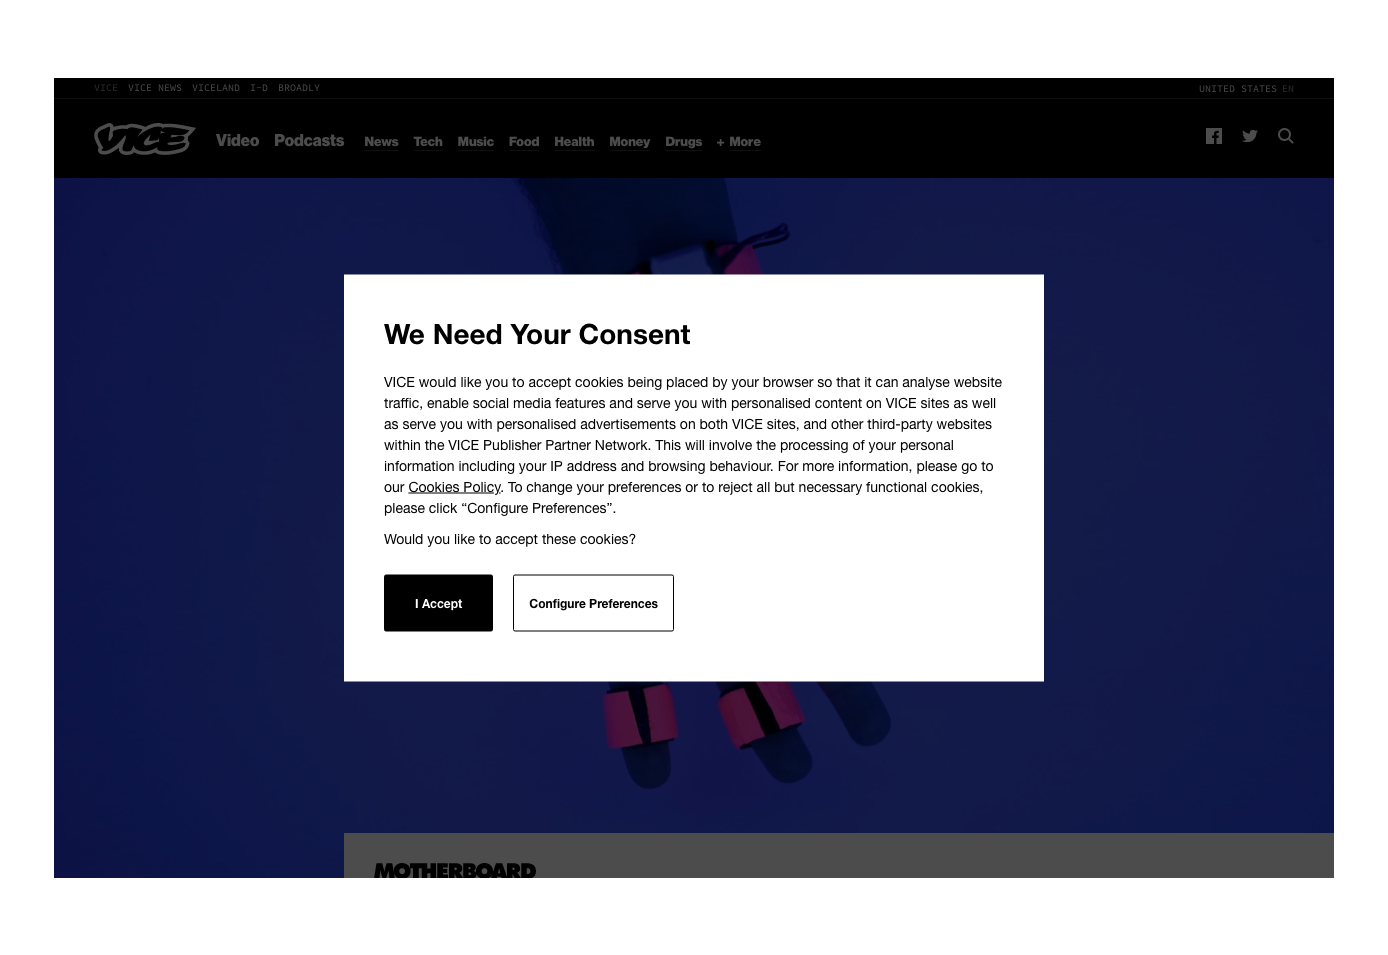 VICE VICE NEWS VICELAND I-D BROADLY
UNITED STATES EN
VICE Video Podcasts News Tech Music Food Health Money Drugs + More
We Need Your Consent
VICE would like you to accept cookies being placed by your browser so that it can analyse website
traffic, enable social media features and serve you with personalised content on VICE sites as well
as serve you with personalised advertisements on both VICE sites, and other third-party websites
within the VICE Publisher Partner Network. This will involve the processing of your personal
information including your IP address and browsing behaviour. For more information, please go to
our Cookies Policy. To change your preferences or to reject all but necessary functional cookies,
please click “Configure Preferences”.
Would you like to accept these cookies?
I Accept
Configure Preferences
MOTHERBOARD